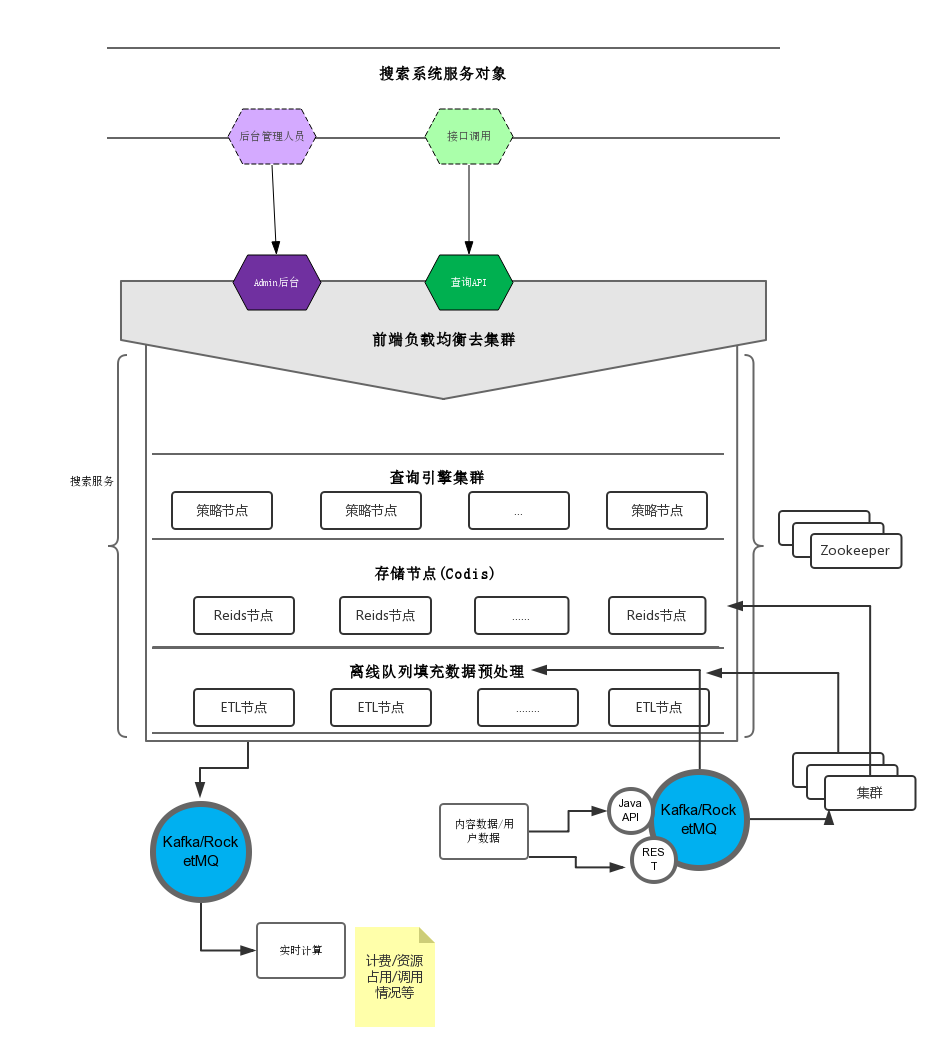 搜索系统服务对象
后台管理人员
接口调用
Admin后台
查询API
前端负载均衡去集群
搜索服务
查询引擎集群
策略节点
策略节点
...
策略节点
Zookeeper
存储节点(Codis)
Reids节点
Reids节点
......
Reids节点
离线队列填充数据预处理
ETL节点
ETL节点
........
ETL节点
集群
Kafka/Rock
etMQ
内容数据/用
户数据
Java
API
RES
T
Kafka/Rock
etMQ
实时计算
计费/资源
占用/调用
情况等